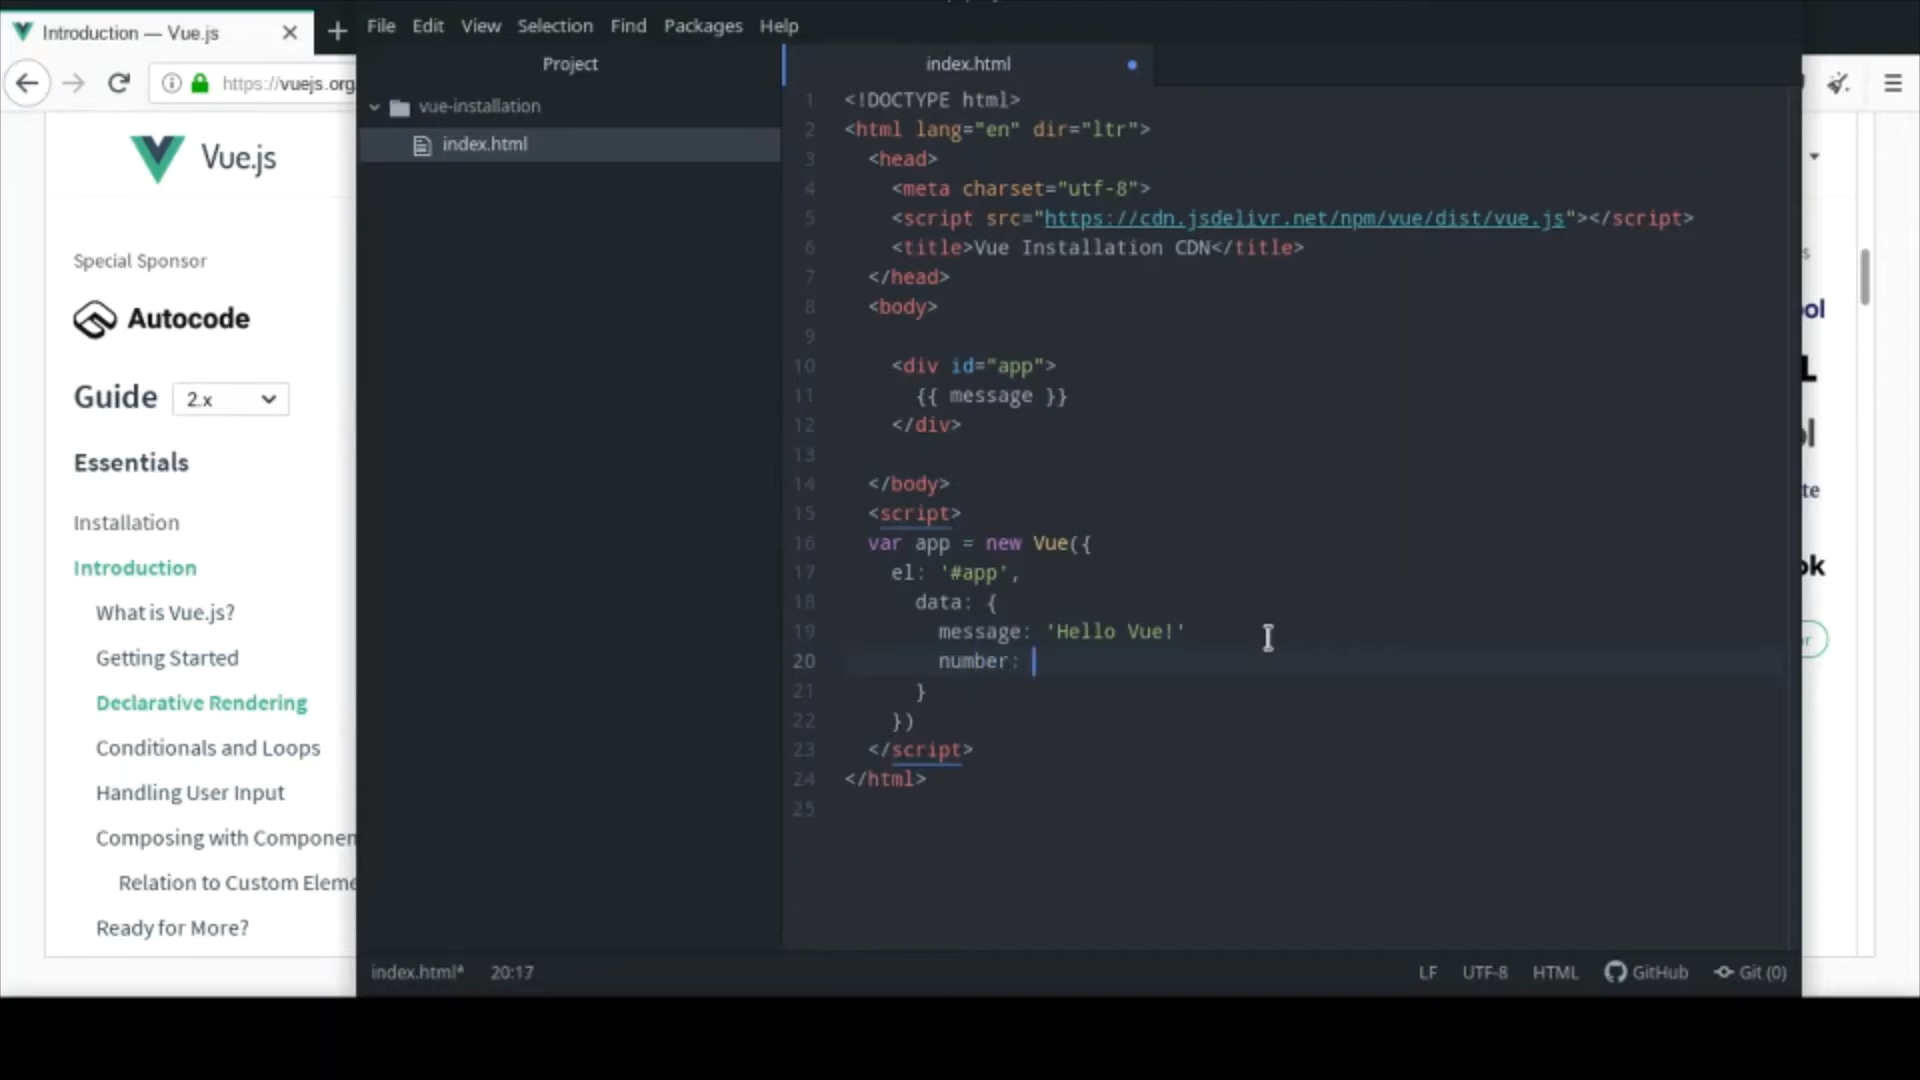 Introduction — Vue.js
https://vuejs.org
Vue.js
Special Sponsor
Autocode
Guide
2.x
Essentials
Installation
Introduction
What is Vue.js?
Getting Started
Declarative Rendering
Conditionals and Loops
Handling User Input
Composing with Componen
Relation to Custom Eleme
Ready for More?
File Edit View Selection Find Packages Help
Project
vue-installation
index.html
index.html
1 <!DOCTYPE html>
2 <html lang="en" dir="ltr">
3 <head>
4 <meta charset="utf-8">
5 <script src="https://cdn.jsdelivr.net/npm/vue/dist/vue.js"></script>
6 <title>Vue Installation CDN</title>
7 </head>
8 <body>
9
10 <div id="app">
11 {{ message }}
12 </div>
13
14 </body>
15 <script>
16 var app = new Vue({
17 el: '#app',
18 data: {
19 message: 'Hello Vue!'
20 number:
21 }
22 })
23 </script>
24 </html>
25
index.html* 20:17
LF UTF-8 HTML GitHub Git (0)